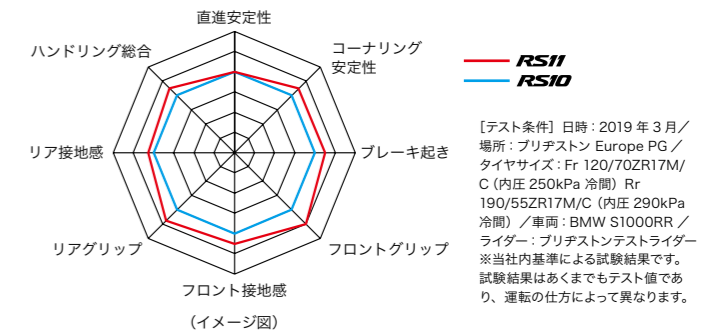 直進安定性
ハンドリング総合
コーナリング
安定性
リア接地感
ブレーキ起き
リアグリップ
フロントグリップ
フロント接地感
（イメージ図）
RS11
RS10
［テスト条件］日時：2019 年 3 月／
場所：ブリヂストン Europe PG ／
タイヤサイズ：Fr 120/70ZR17M/
C（内圧 250kPa 冷間）Rr
190/55ZR17M/C（内圧 290kPa
冷間）／車両：BMW S1000RR ／
ライダー：ブリヂストンテストライダー
※当社内基準による試験結果です。
試験結果はあくまでもテスト値であ
り、運転の仕方によって異なります。